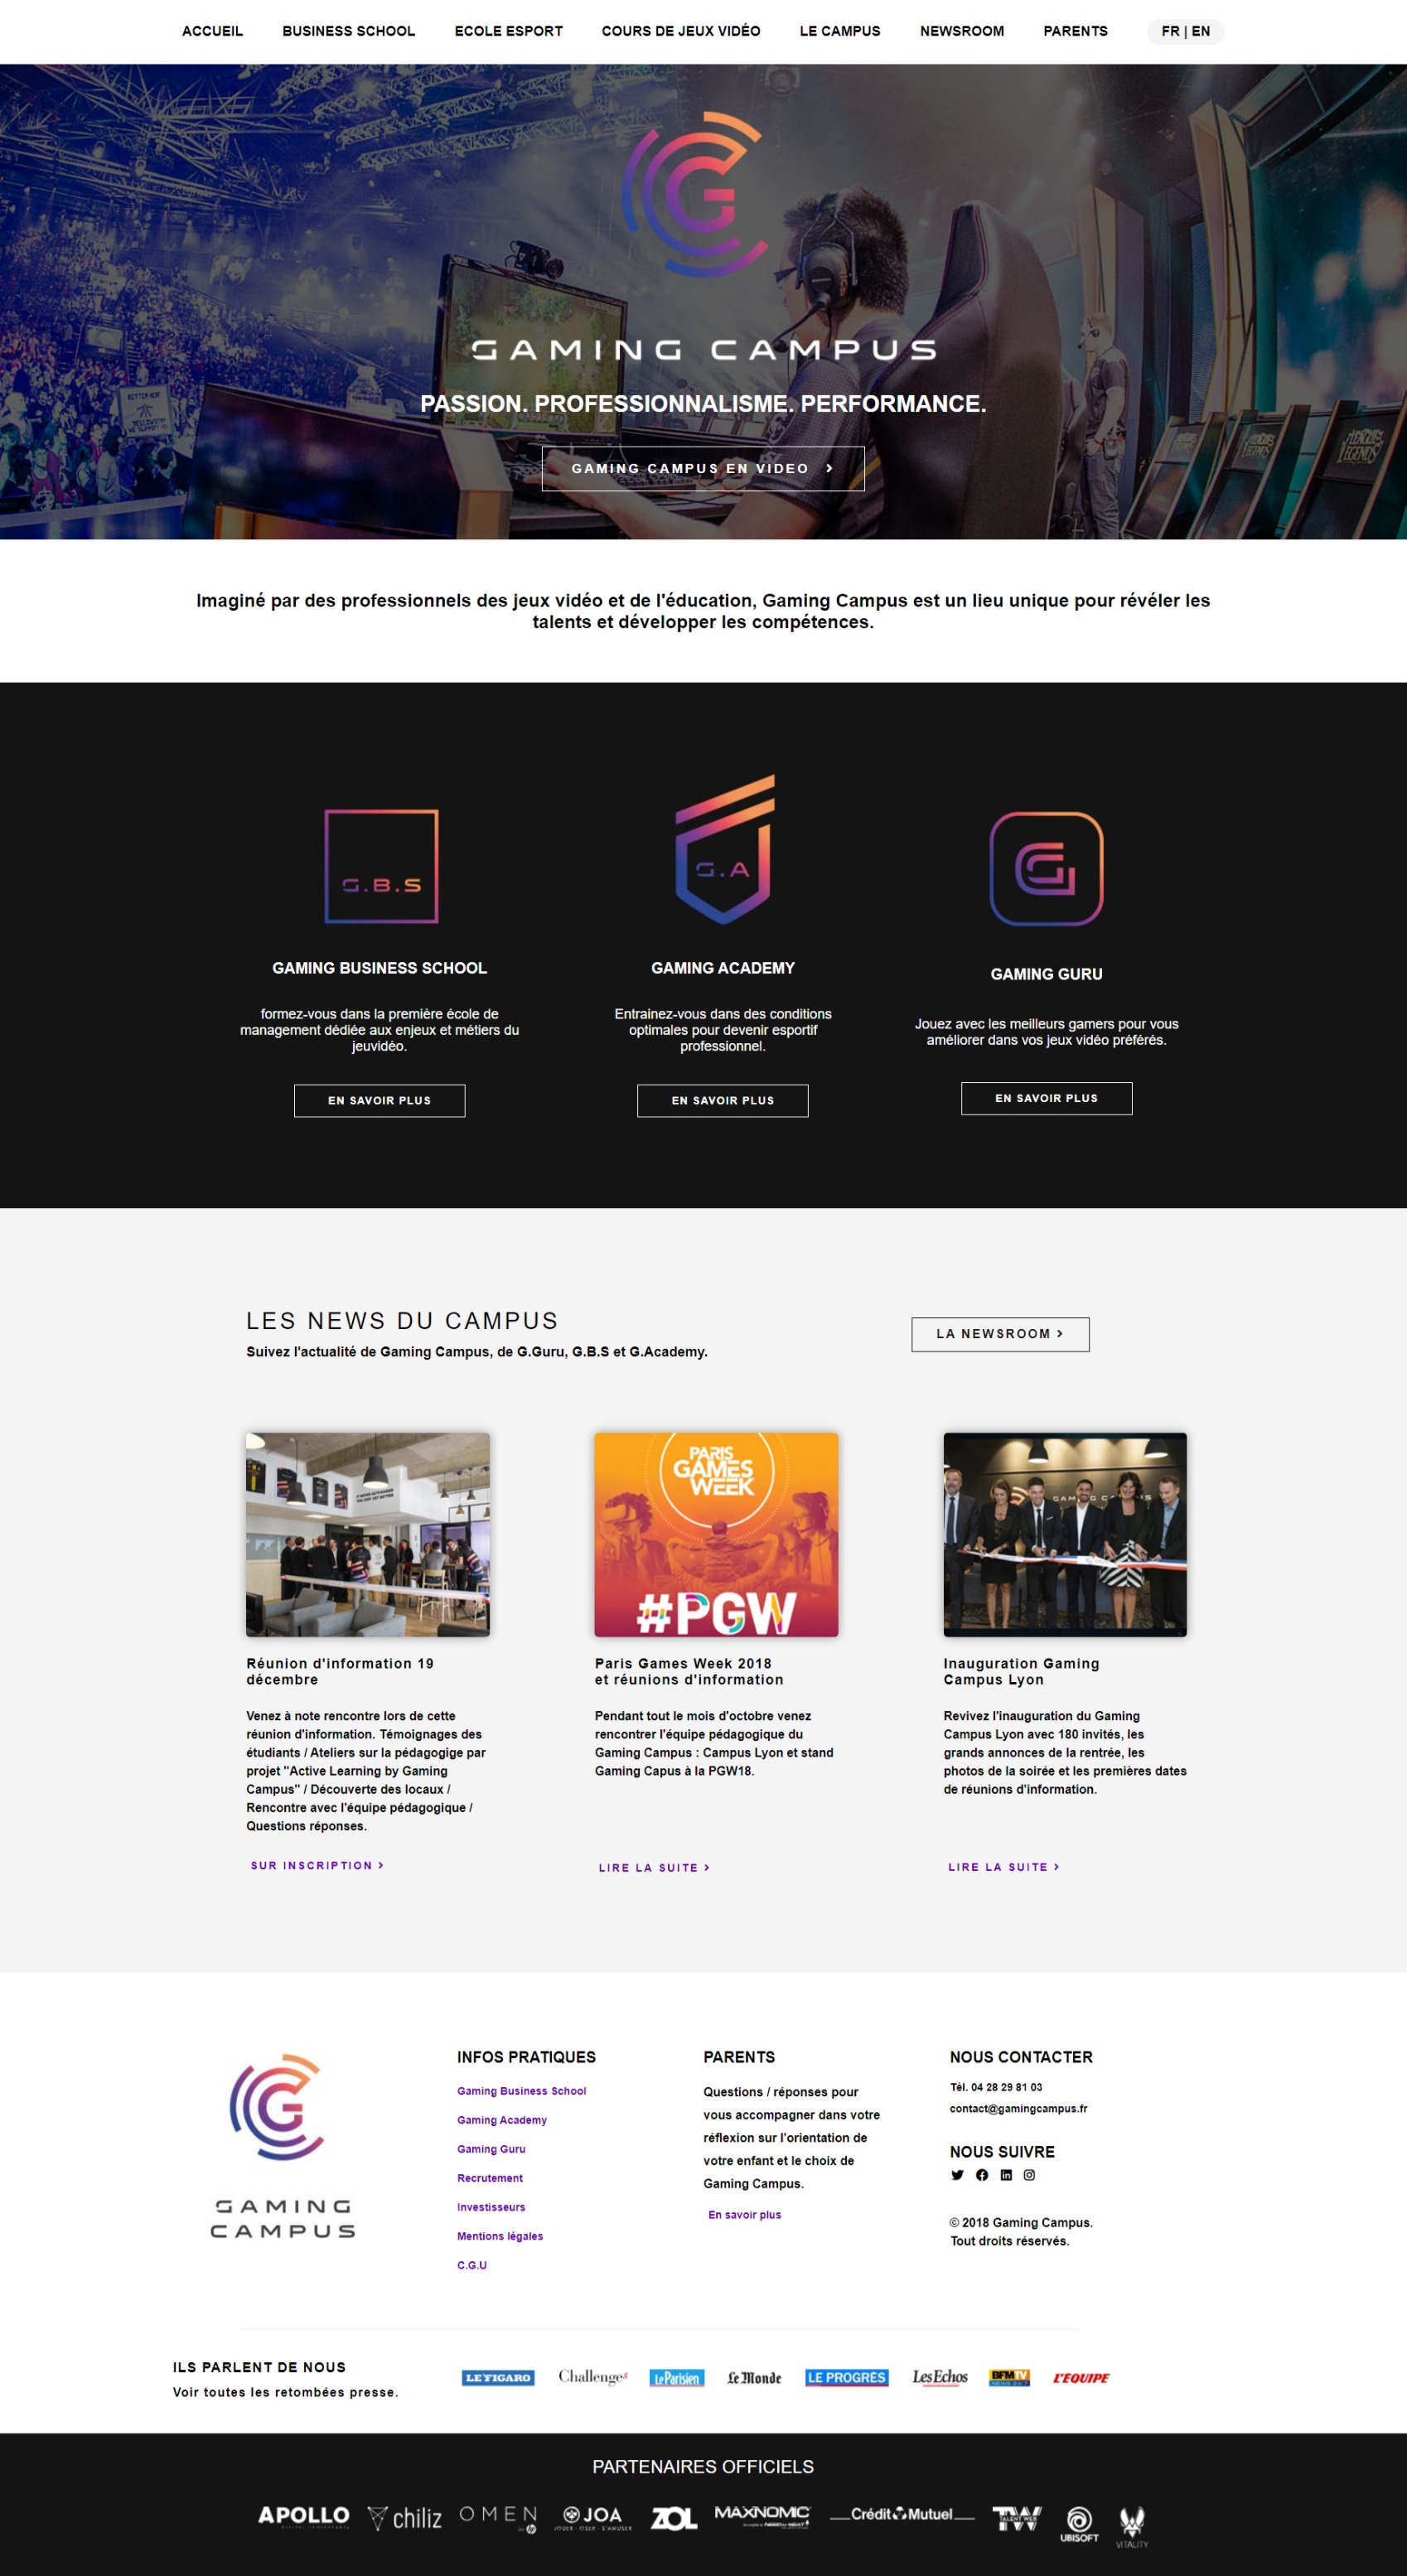 ACCUEIL BUSINESS SCHOOL ECOLE ESPORT COURS DE JEUX VIDÉO LE CAMPUS NEWSROOM PARENTS FR | EN
GAMING CAMPUS
PASSION. PROFESSIONNALISME. PERFORMANCE.
GAMING CAMPUS EN VIDEO >
Imaginé par des professionnels des jeux vidéo et de l'éducation, Gaming Campus est un lieu unique pour révéler les
talents et développer les compétences.
G.B.S
GAMING BUSINESS SCHOOL
formez-vous dans la première école de
management dédiée aux enjeux et métiers du
jeuvidéo.
EN SAVOIR PLUS
G.A
GAMING ACADEMY
Entrainez-vous dans des conditions
optimales pour devenir esportif
professionnel.
EN SAVOIR PLUS
G
GAMING GURU
Jouez avec les meilleurs gamers pour vous
améliorer dans vos jeux vidéo préférés.
EN SAVOIR PLUS
LES NEWS DU CAMPUS
Suivez l'actualité de Gaming Campus, de G.Guru, G.B.S et G.Academy.
LA NEWSROOM >
Réunion d'information 19
décembre
Venez à note rencontre lors de cette
réunion d'information. Témoignages des
étudiants / Ateliers sur la pédagogige par
projet "Active Learning by Gaming
Campus" / Découverte des locaux /
Rencontre avec l'équipe pédagogique /
Questions réponses.
SUR INSCRIPTION >
PARIS
GAMES
WEEK
#PGW
Paris Games Week 2018
et réunions d'information
Pendant tout le mois d'octobre venez
rencontrer l'équipe pédagogique du
Gaming Campus : Campus Lyon et stand
Gaming Capus à la PGW18.
LIRE LA SUITE >
Inauguration Gaming
Campus Lyon
Revivez l'inauguration du Gaming
Campus Lyon avec 180 invités, les
grands annonces de la rentrée, les
photos de la soirée et les premières dates
de réunions d'information.
LIRE LA SUITE >
GAMING
CAMPUS
INFOS PRATIQUES
Gaming Business School
Gaming Academy
Gaming Guru
Recrutement
Investisseurs
Mentions légales
C.G.U
PARENTS
Questions / réponses pour
vous accompagner dans votre
réflexion sur l'orientation de
votre enfant et le choix de
Gaming Campus.
En savoir plus
NOUS CONTACTER
Tél. 04 28 29 81 03
contact@gamingcampus.fr
NOUS SUIVRE
© 2018 Gaming Campus.
Tout droits réservés.
ILS PARLENT DE NOUS
Voir toutes les retombées presse.
LE FIGARO Challenges Le Parisien Le Monde LE PROGRÈS Les Echos BFM TV L'EQUIPE
PARTENAIRES OFFICIELS
APOLLO chiliz OMEN JOA ZOL MAXNOMIC Crédit Mutuel TW UBISOFT VITALITY
JOUER · OSER · S'AMUSER